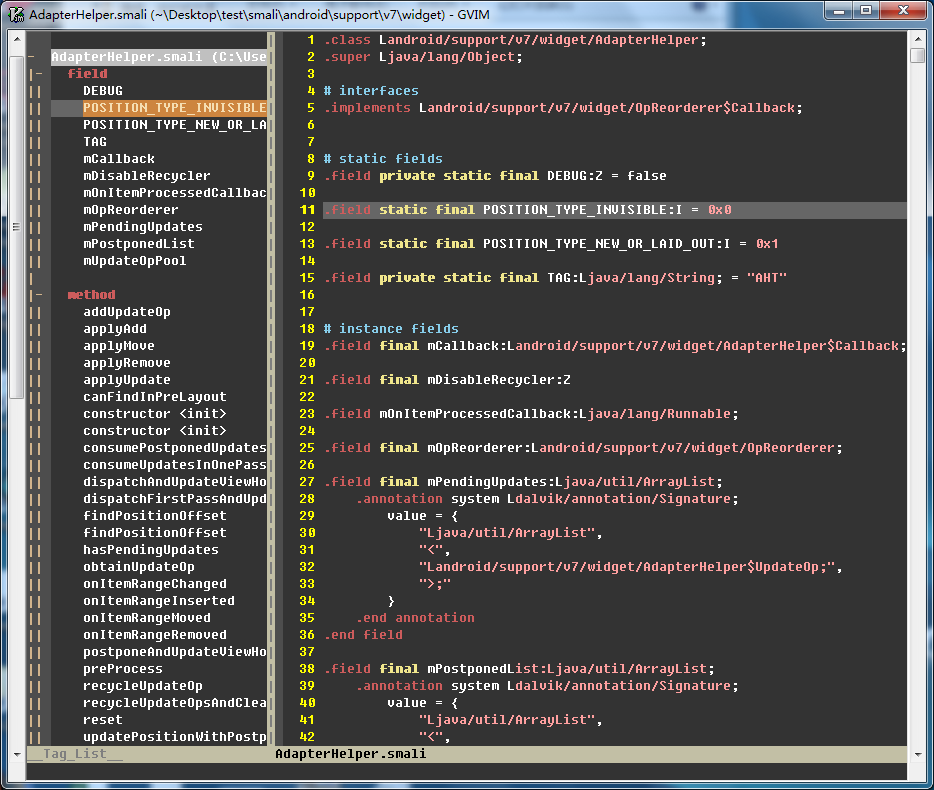 AdapterHelper.smali (~\Desktop\test\smali\android\support\v7\widget) - GVIM
AdapterHelper.smali (C:\Use
field
DEBUG
POSITION_TYPE_INVISIBLE
POSITION_TYPE_NEW_OR_LA
TAG
mCallback
mDisableRecycler
mOnItemProcessedCallbac
mOpReorderer
mPendingUpdates
mPostponedList
mUpdateOpPool
method
addUpdateOp
applyAdd
applyMove
applyRemove
applyUpdate
canFindInPreLayout
constructor <init>
constructor <init>
consumePostponedUpdates
consumeUpdatesInOnePass
dispatchAndUpdateViewHo
dispatchFirstPassAndUpd
findPositionOffset
findPositionOffset
hasPendingUpdates
obtainUpdateOp
onItemRangeChanged
onItemRangeInserted
onItemRangeMoved
onItemRangeRemoved
postponeAndUpdateViewHo
preProcess
recycleUpdateOp
recycleUpdateOpsAndClea
reset
updatePositionWithPostp
__Tag_List__
1 .class Landroid/support/v7/widget/AdapterHelper;
2 .super Ljava/lang/Object;
3
4 # interfaces
5 .implements Landroid/support/v7/widget/OpReorderer$Callback;
6
7
8 # static fields
9 .field private static final DEBUG:Z = false
10
11 .field static final POSITION_TYPE_INVISIBLE:I = 0x0
12
13 .field static final POSITION_TYPE_NEW_OR_LAID_OUT:I = 0x1
14
15 .field private static final TAG:Ljava/lang/String; = "AHT"
16
17
18 # instance fields
19 .field final mCallback:Landroid/support/v7/widget/AdapterHelper$Callback;
20
21 .field final mDisableRecycler:Z
22
23 .field mOnItemProcessedCallback:Ljava/lang/Runnable;
24
25 .field final mOpReorderer:Landroid/support/v7/widget/OpReorderer;
26
27 .field final mPendingUpdates:Ljava/util/ArrayList;
28     .annotation system Ldalvik/annotation/Signature;
29         value = {
30             "Ljava/util/ArrayList",
31             "<",
32             "Landroid/support/v7/widget/AdapterHelper$UpdateOp;",
33             ">;"
34         }
35     .end annotation
36 .end field
37
38 .field final mPostponedList:Ljava/util/ArrayList;
39     .annotation system Ldalvik/annotation/Signature;
40         value = {
41             "Ljava/util/ArrayList",
42             "<",
AdapterHelper.smali